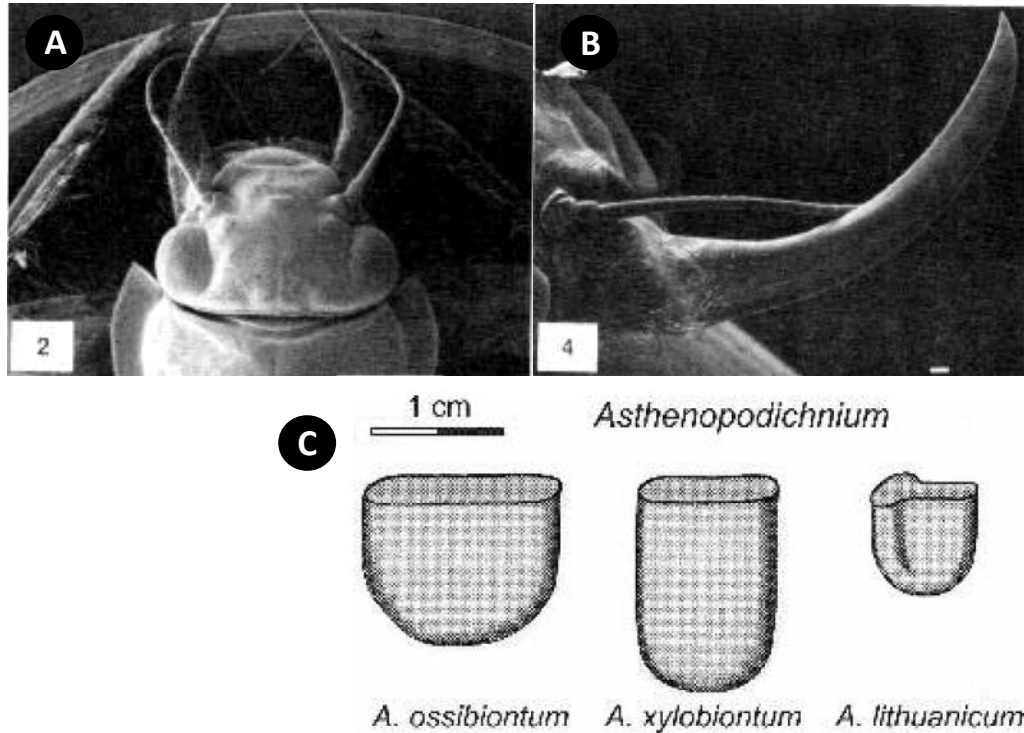 A
B
2
4
C
1 cm
Asthenopodichnium
A. ossibiontum
A. xylobiontum
A. lithuanicum